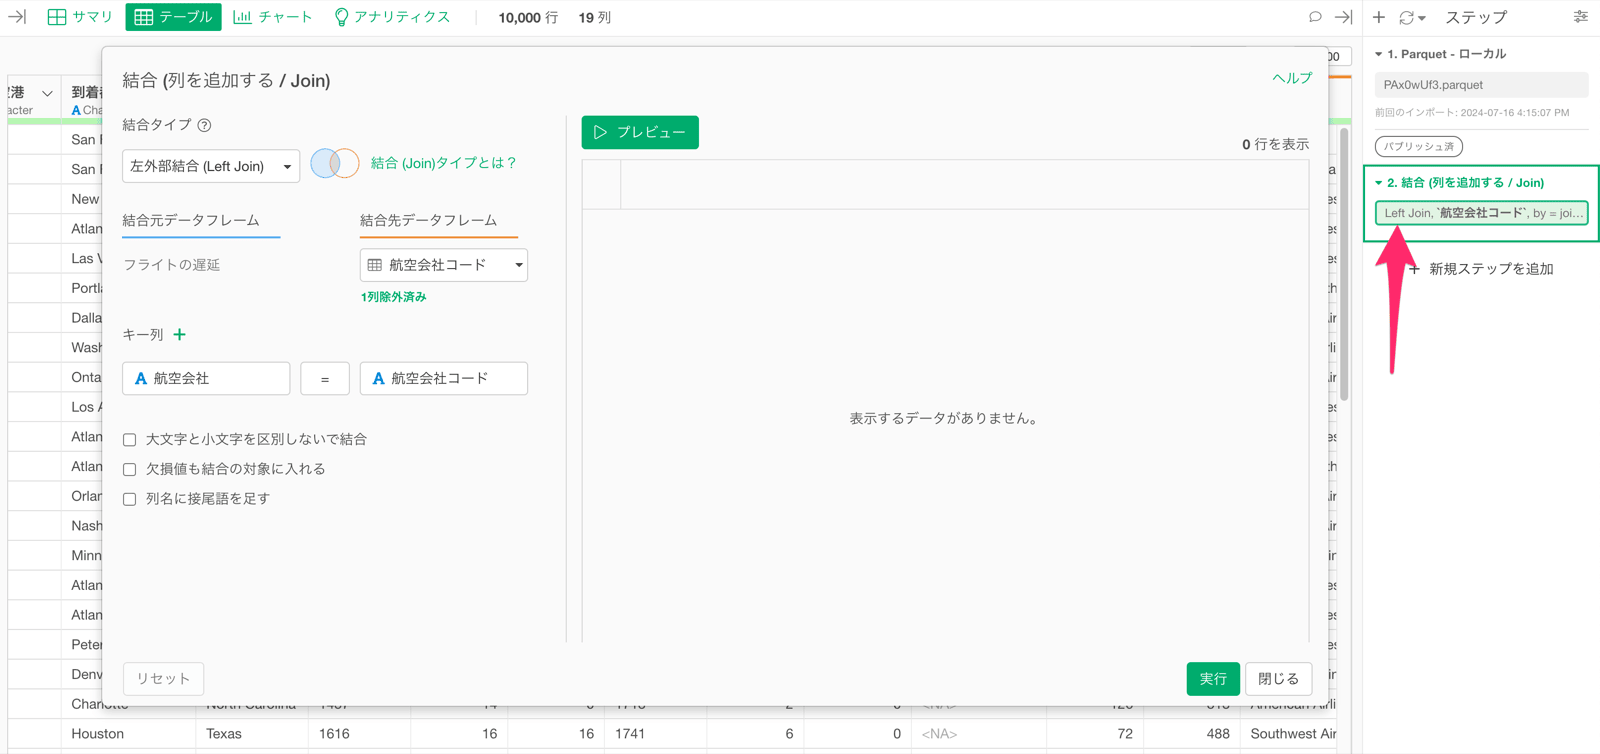 サマリ テーブル チャート アナリティクス 10,000 行 19 列 ステップ
1. Parquet - ローカル
PAx0wUf3.parquet
前回のインポート: 2024-07-16 4:15:07 PM
パブリッシュ済
2. 結合 (列を追加する / Join)
Left Join, `航空会社コード`, by = joi...
+ 新規ステップを追加
結合 (列を追加する / Join) ヘルプ
結合タイプ ?
左外部結合 (Left Join) 結合 (Join)タイプとは？
結合元データフレーム 結合先データフレーム
フライトの遅延 航空会社コード
1列除外済み
キー列 +
A 航空会社 = A 航空会社コード
大文字と小文字を区別しないで結合
欠損値も結合の対象に入れる
列名に接尾語を足す
プレビュー
0 行を表示
表示するデータがありません。
リセット 実行 閉じる
San
San
New
Atlan
Las V
Portl
Dalla
Wash
Onta
Los A
Atlan
Atlan
Orlar
Nash
Minn
Atlan
Atlan
Pete
Denv
Charlotte North Carolina
Houston Texas 1616 16 16 1741 6 0 <NA> 72 488 Southwest Air